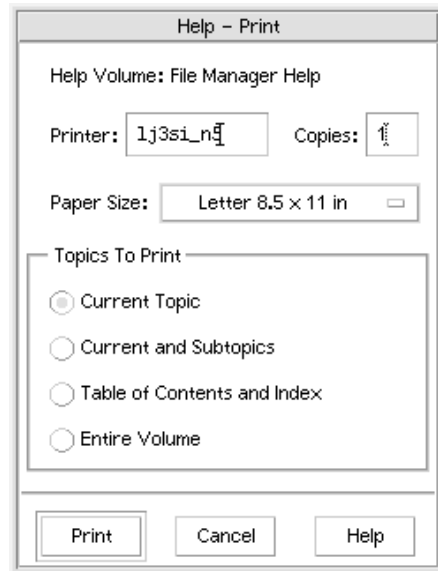 Help - Print
Help Volume: File Manager Help
Printer: lj3si_n5 Copies: 1
Paper Size: Letter 8.5 x 11 in
Topics To Print
Current Topic
Current and Subtopics
Table of Contents and Index
Entire Volume
Print Cancel Help